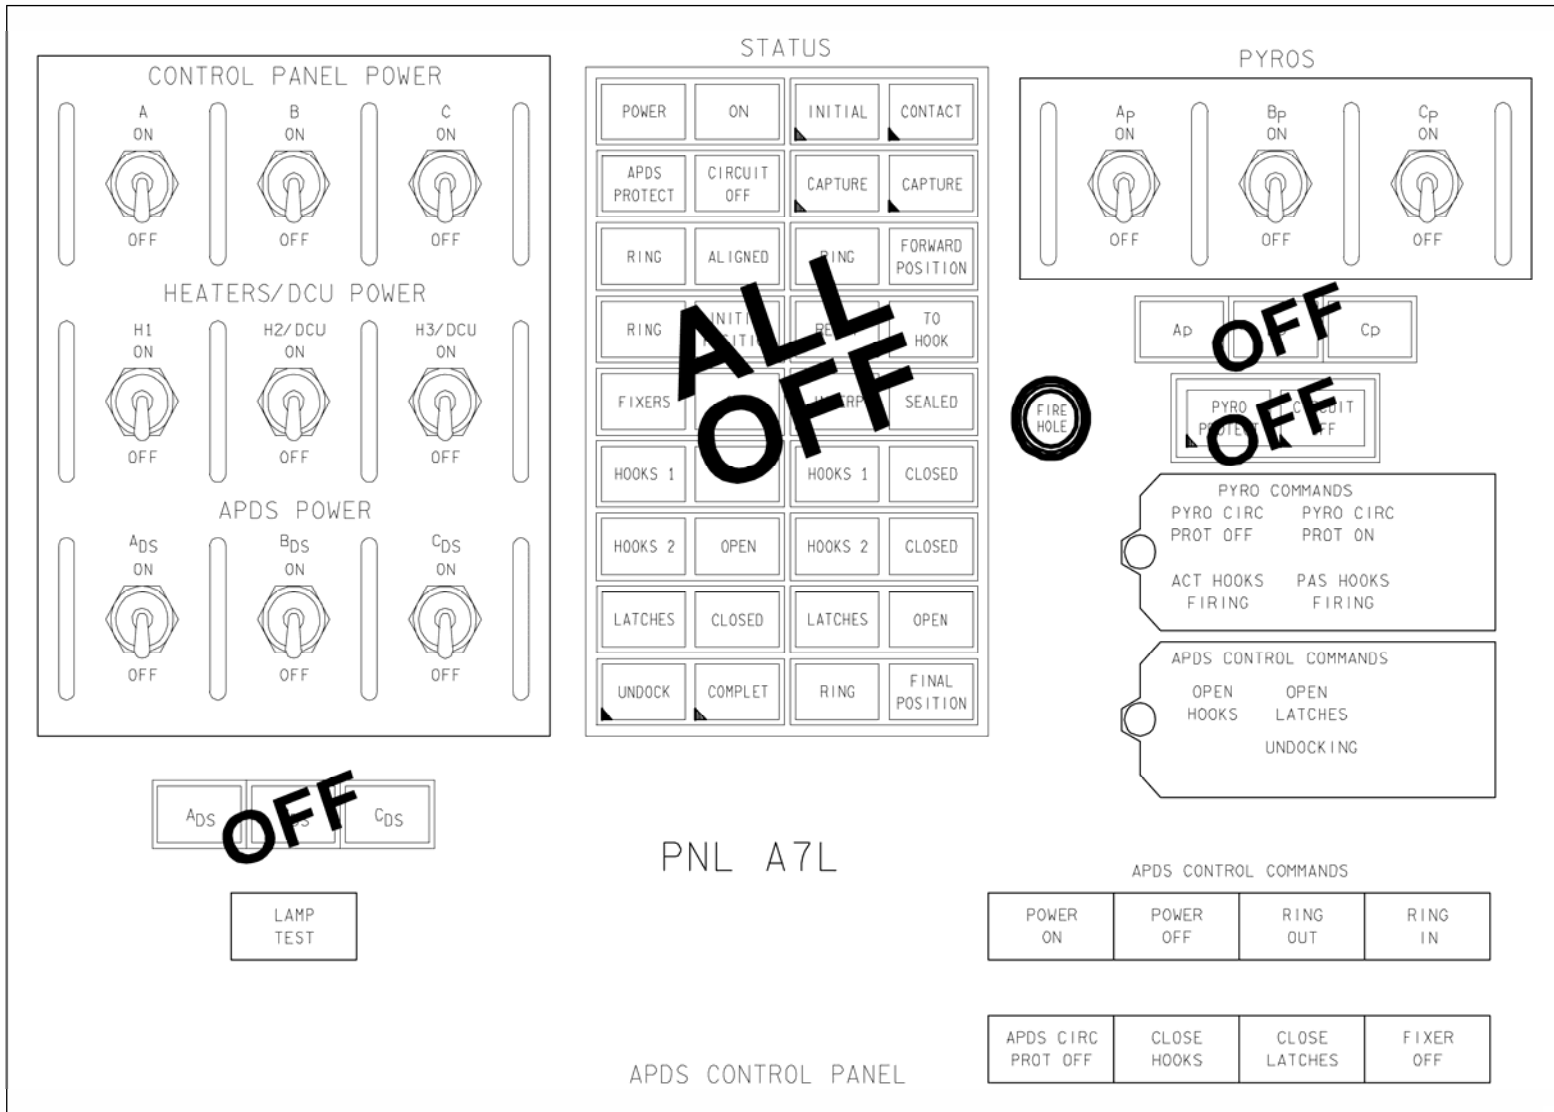 STATUS
PYROS
CONTROL PANEL POWER
A B C
ON ON ON
OFF OFF OFF
HEATERS/DCU POWER
H1 H2/DCU H3/DCU
ON ON ON
OFF OFF OFF
APDS POWER
ADS BDS CDS
ON ON ON
OFF OFF OFF
ADS CDS
OFF
LAMP
TEST
POWER ON INITIAL CONTACT
APDS
PROTECT
CIRCUIT
OFF
CAPTURE CAPTURE
RING ALIGNED RING
FORWARD
POSITION
RING
TO
HOOK
FIXERS SEALED
HOOKS 1 HOOKS 1 CLOSED
HOOKS 2 OPEN HOOKS 2 CLOSED
LATCHES CLOSED LATCHES OPEN
UNDOCK COMPLET RING
FINAL
POSITION
ALL
OFF
AP BP CP
ON ON ON
OFF OFF OFF
AP CP
OFF
FIRE
HOLE
PYRO CIRCUIT
PROTECT OFF
OFF
PYRO COMMANDS
PYRO CIRC PYRO CIRC
PROT OFF PROT ON
ACT HOOKS PAS HOOKS
FIRING FIRING
APDS CONTROL COMMANDS
OPEN OPEN
HOOKS LATCHES
UNDOCKING
PNL A7L
APDS CONTROL COMMANDS
POWER
ON
POWER
OFF
RING
OUT
RING
IN
APDS CIRC
PROT OFF
CLOSE
HOOKS
CLOSE
LATCHES
FIXER
OFF
APDS CONTROL PANEL